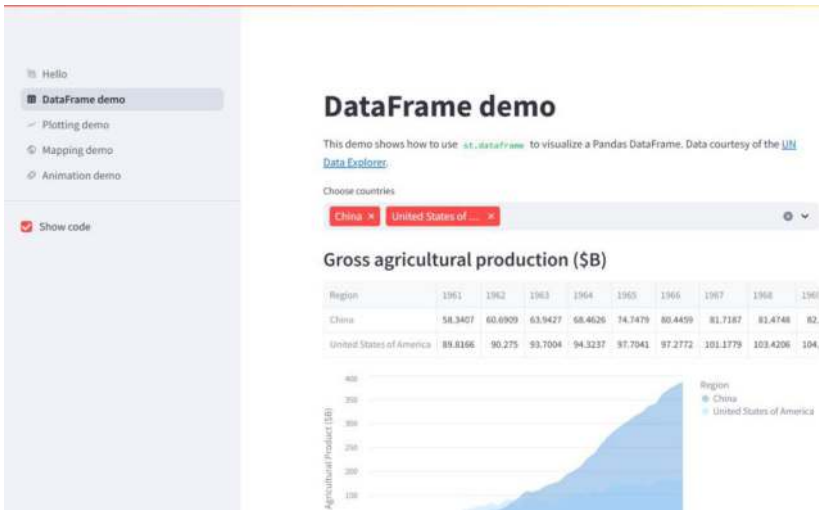 Hello
DataFrame demo
Plotting demo
Mapping demo
Animation demo
Show code
DataFrame demo
This demo shows how to use st.dataframe to visualize a Pandas DataFrame. Data courtesy of the UN
Data Explorer.
Choose countries
China × United States of ... ×
Gross agricultural production ($B)
Region 1961 1962 1963 1964 1965 1966 1967 1968
China 58.3407 60.6909 63.9427 68.4626 74.7479 80.4459 81.7187 81.4748 82.
United States of America 89.8166 90.275 93.7004 94.3237 97.7041 97.2772 101.1779 103.4206 104.
Region
China
United States of America
400
350
300
250
200
150
Agricultural Product ($B)